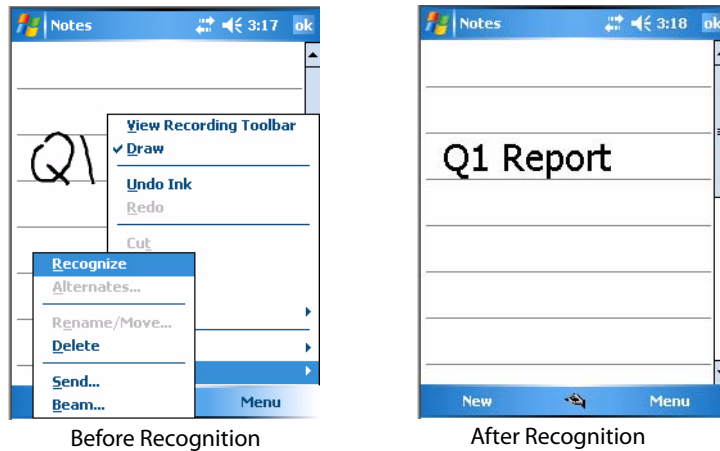 Notes 3:17 ok
Q1
View Recording Toolbar
Draw
Undo Ink
Redo
Cut
Recognize
Alternates...
Rename/Move...
Delete
Send...
Beam...
Menu
Before Recognition
Notes 3:18 ok
Q1 Report
New Menu
After Recognition